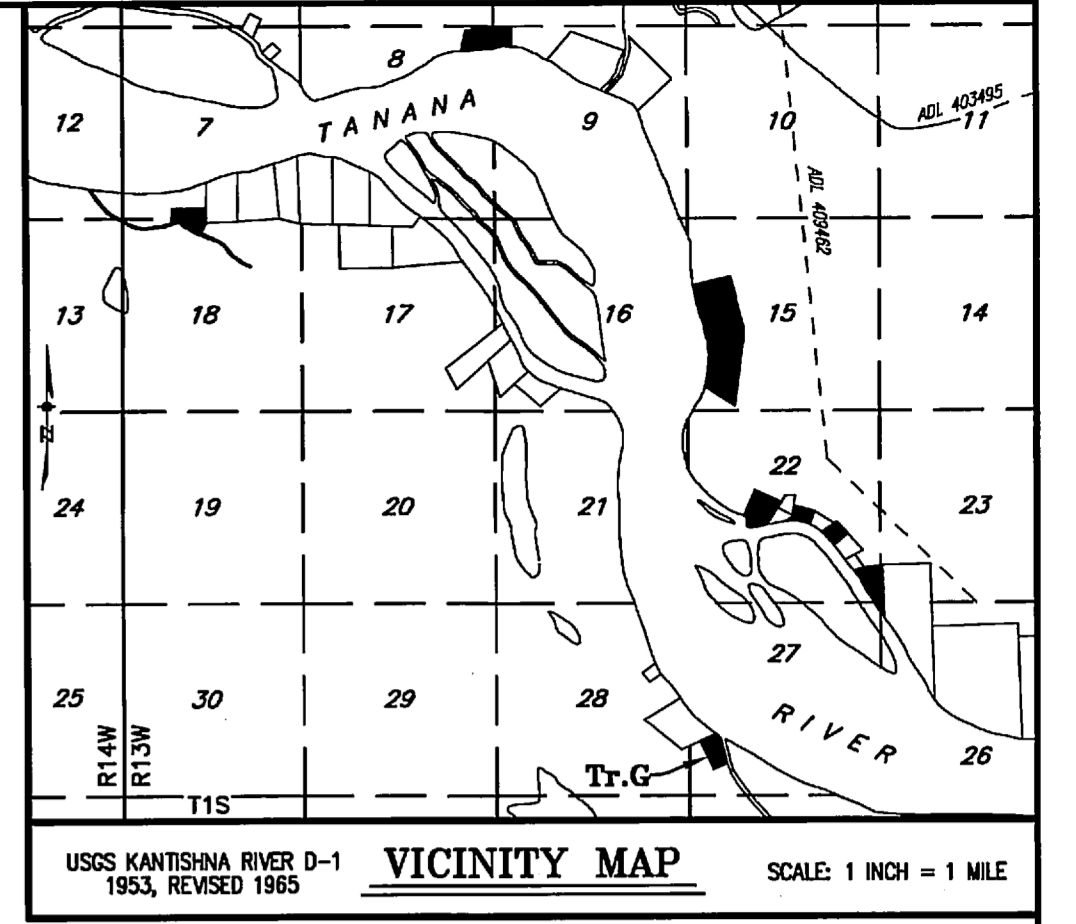 8
12
7
TANANA
9
10
ADL 403495
11
ADL 409462
13
18
17
16
15
14
N
24
19
20
21
22
23
27
25
R14W
R13W
30
29
28
RIVER
26
Tr.G
T1S
USGS KANTISHNA RIVER D-1
1953, REVISED 1965
VICINITY MAP
SCALE: 1 INCH = 1 MILE